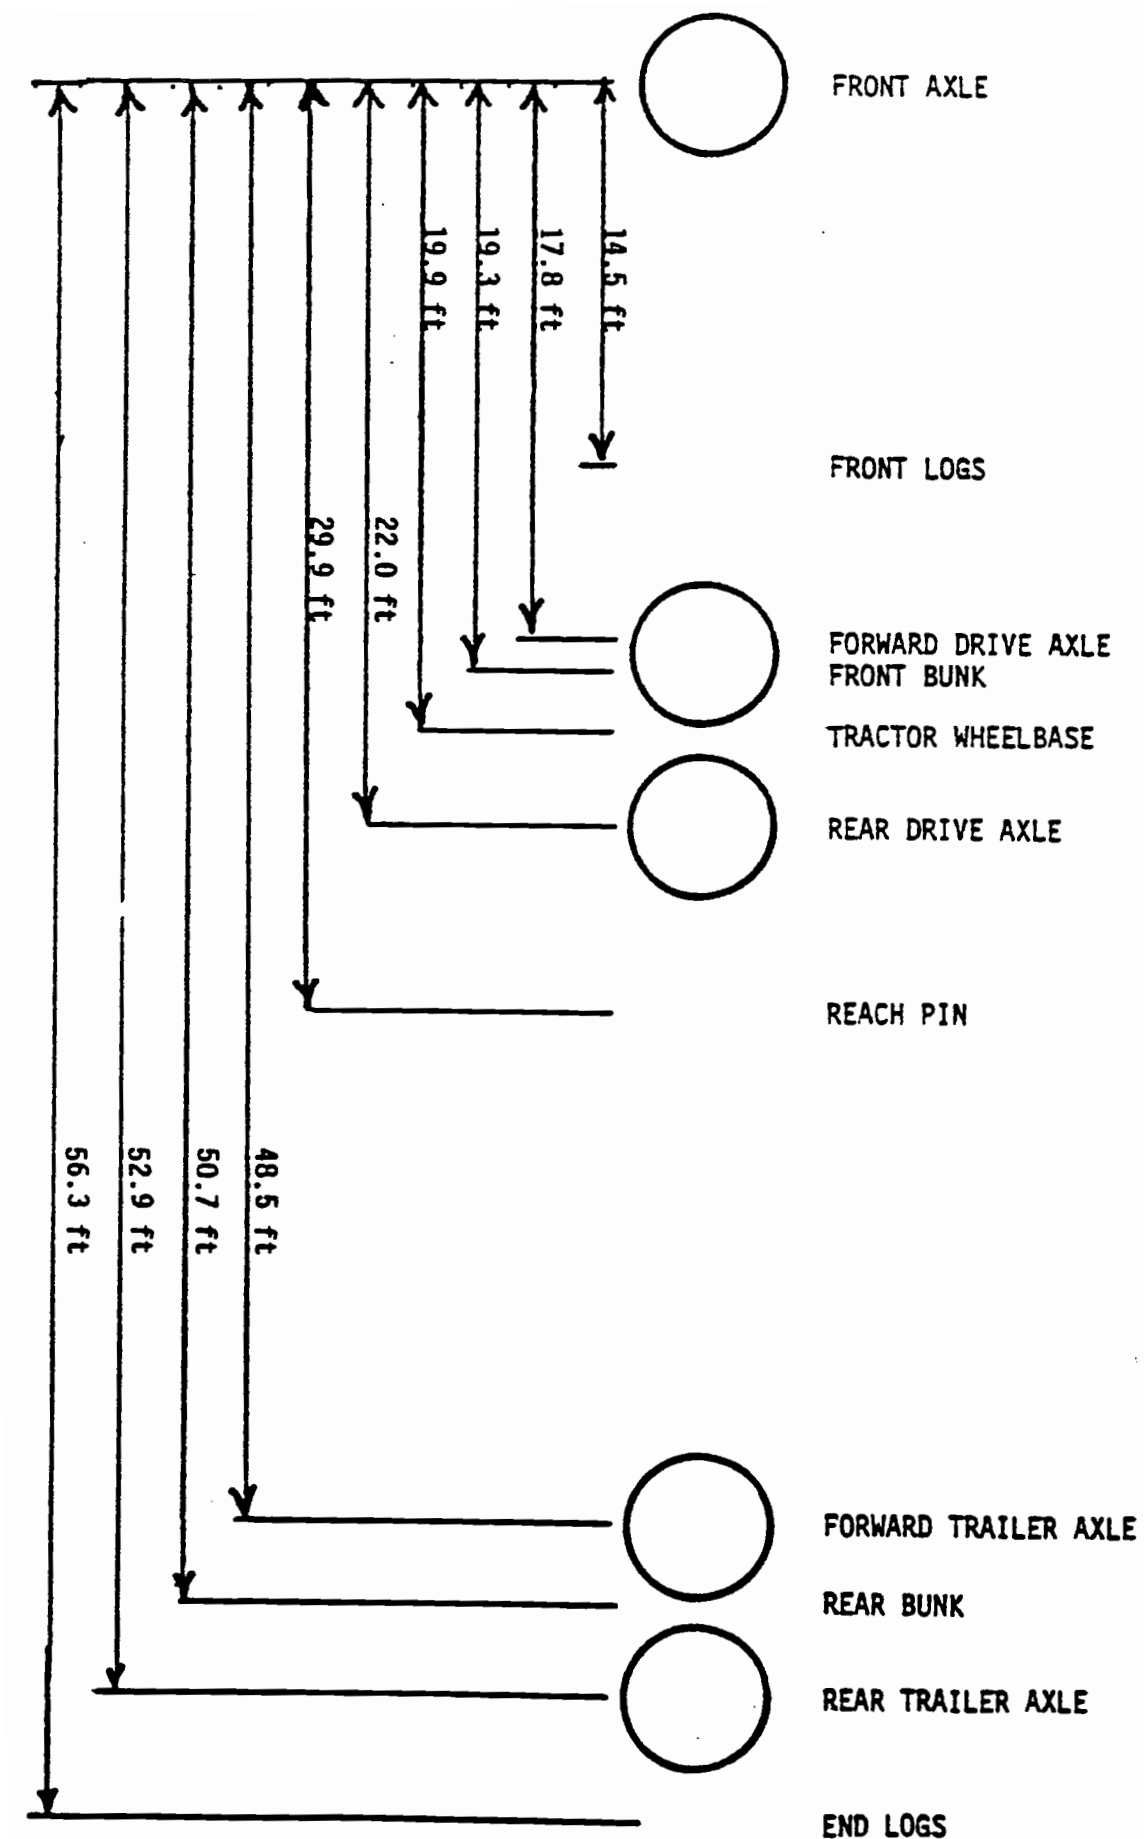 FRONT AXLE
19.9 ft
19.3 ft
17.8 ft
14.5 ft
FRONT LOGS
29.9 ft
22.0 ft
FORWARD DRIVE AXLE
FRONT BUNK
TRACTOR WHEELBASE
REAR DRIVE AXLE
REACH PIN
56.3 ft
52.9 ft
50.7 ft
48.5 ft
FORWARD TRAILER AXLE
REAR BUNK
REAR TRAILER AXLE
END LOGS